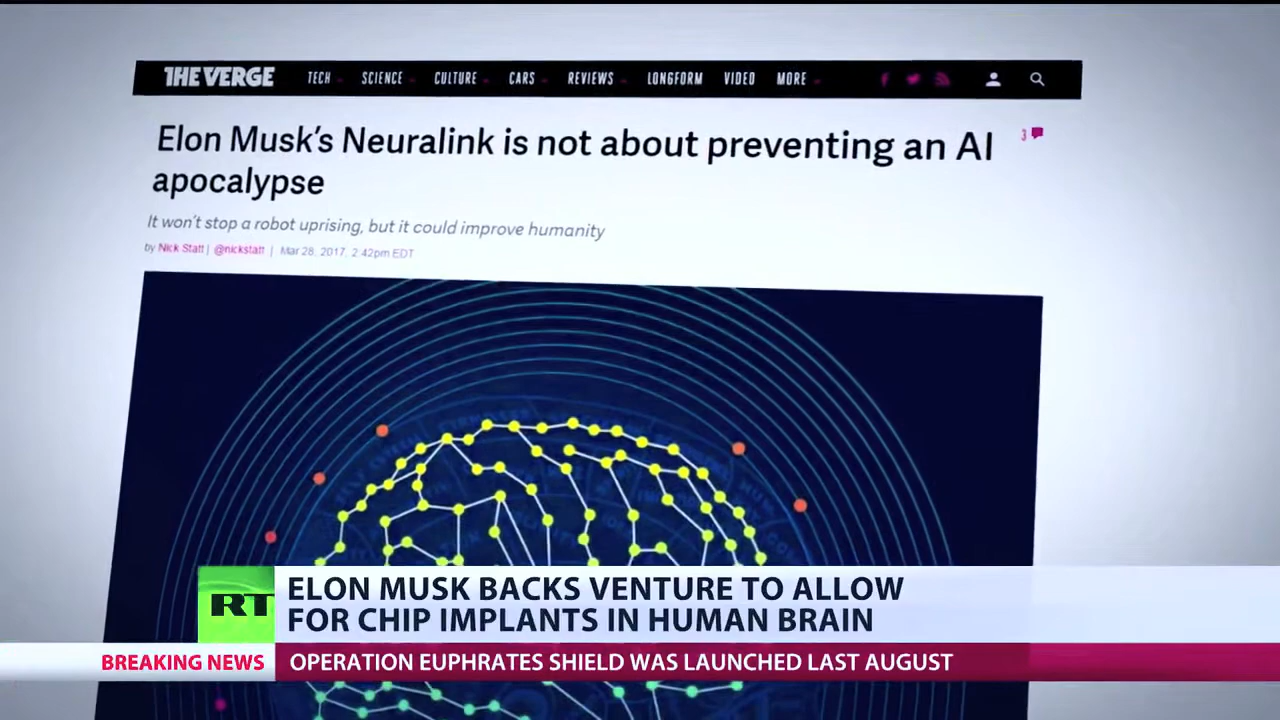 THE VERGE TECH SCIENCE CULTURE CARS REVIEWS LONGFORM VIDEO MORE
Elon Musk's Neuralink is not about preventing an AI
3
apocalypse
It won't stop a robot uprising, but it could improve humanity
by Nick Statt | @nickstatt | Mar 28, 2017, 2:42pm EDT
RT
ELON MUSK BACKS VENTURE TO ALLOW
FOR CHIP IMPLANTS IN HUMAN BRAIN
BREAKING NEWS
OPERATION EUPHRATES SHIELD WAS LAUNCHED LAST AUGUST